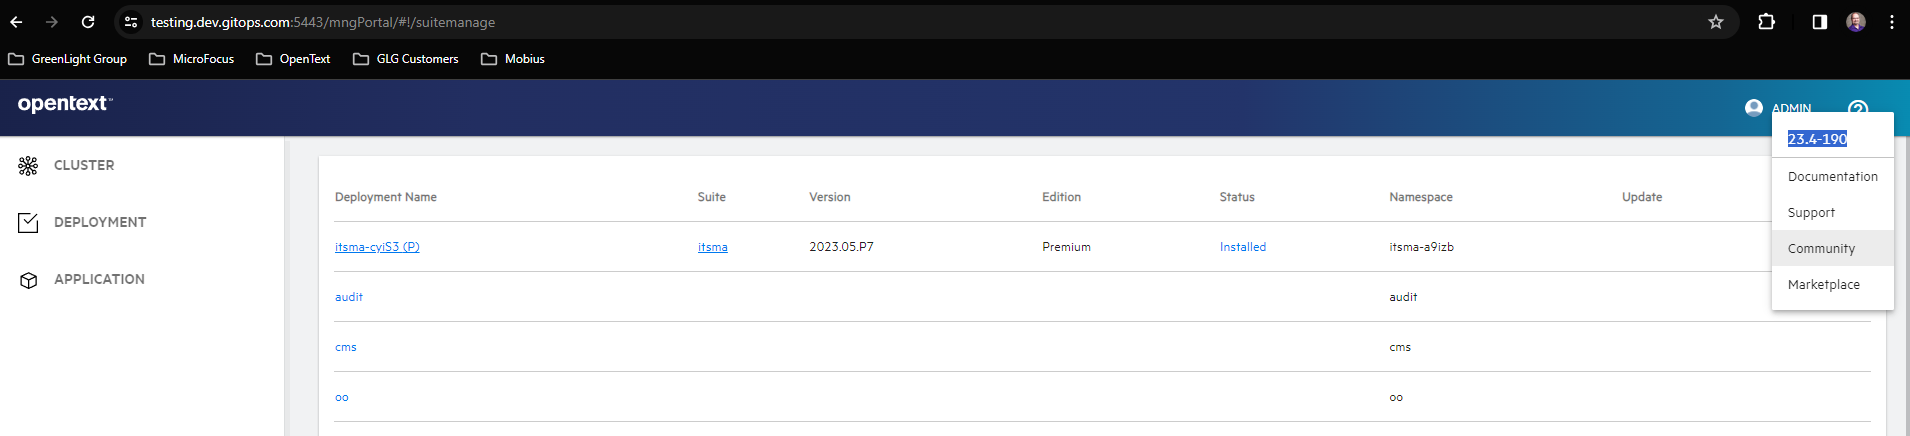 testing.dev.gitops.com:5443/mngPortal/#!/suitemanage
GreenLight Group MicroFocus OpenText GLG Customers Mobius
opentext™ ADMIN
23.4-190
Documentation
Support
Community
Marketplace
CLUSTER
DEPLOYMENT
APPLICATION
Deployment Name Suite Version Edition Status Namespace Update
itsma-cyiS3 (P) itsma 2023.05.P7 Premium Installed itsma-a9izb
audit audit
cms cms
oo oo